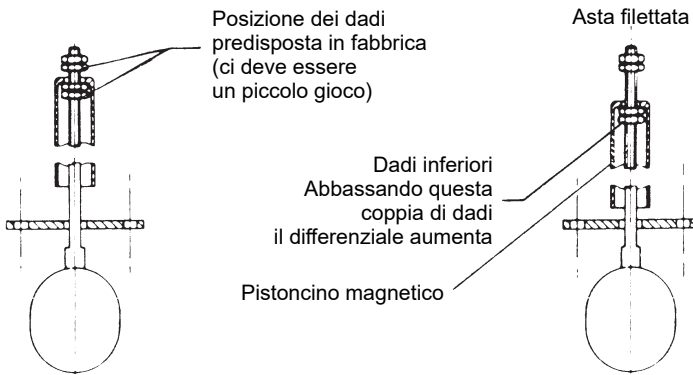 Posizione dei dadi
predisposta in fabbrica
(ci deve essere
un piccolo gioco)
Asta filettata
Dadi inferiori
Abbassando questa
coppia di dadi
il differenziale aumenta
Pistoncino magnetico